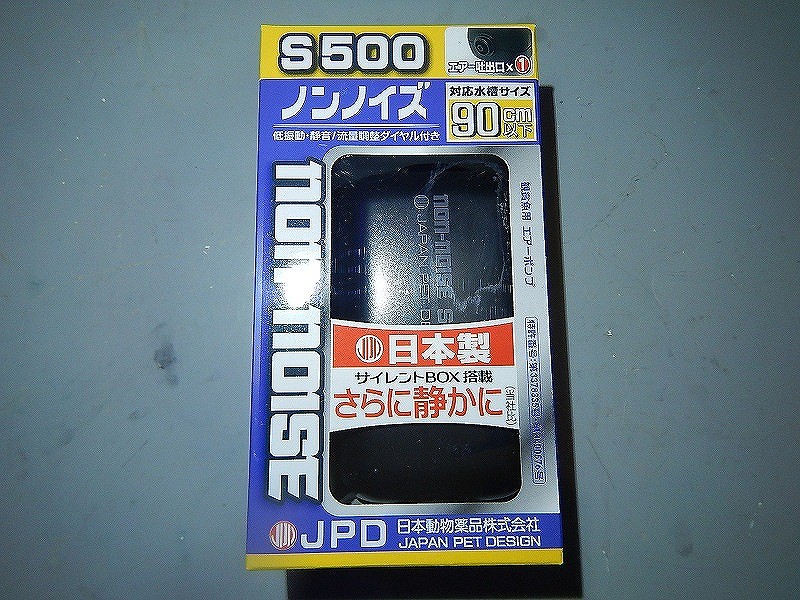 S500
エアー吐出口×1
ノンノイズ
対応水槽サイズ
90cm以下
低振動・静音/流量調整ダイヤル付き
non-noise
観賞魚用 エアーポンプ
non-noise S
JAPAN PET DE
日本製
サイレントBOX搭載
さらに静かに
(当社比)
JPD
日本動物薬品株式会社
JAPAN PET DESIGN